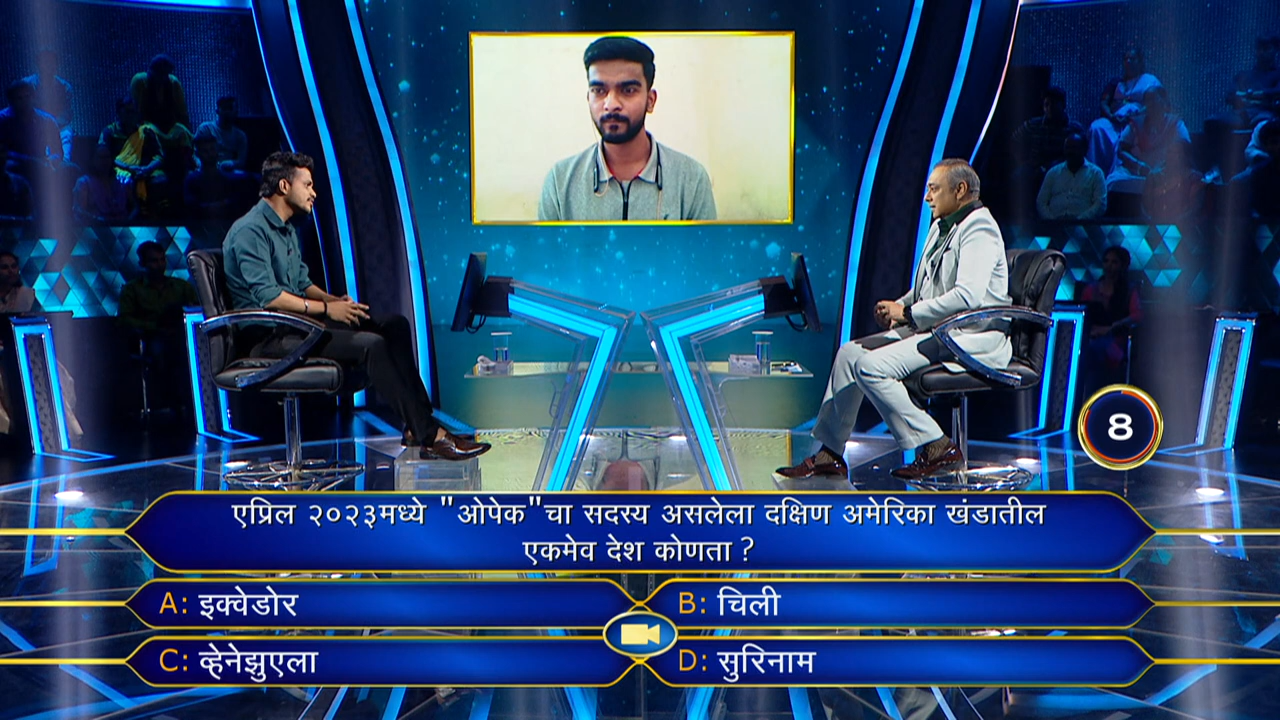 8
एप्रिल २०२३मध्ये "ओपेक"चा सदस्य असलेला दक्षिण अमेरिका खंडातील
एकमेव देश कोणता ?
A: इक्वेडोर
B: चिली
C: व्हेनेझुएला
D: सुरिनाम